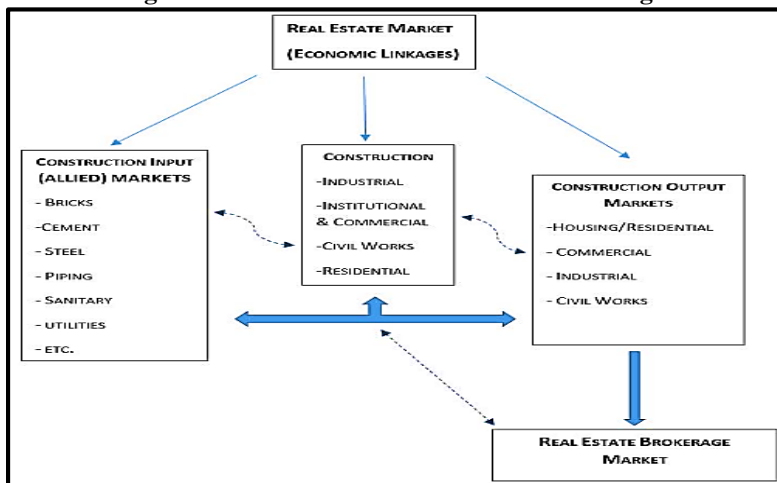 REAL ESTATE MARKET
(ECONOMIC LINKAGES)
CONSTRUCTION INPUT
(ALLIED) MARKETS
- BRICKS
-CEMENT
- STEEL
- PIPING
- SANITARY
- UTILITIES
- ETC.
CONSTRUCTION
-INDUSTRIAL
-INSTITUTIONAL
& COMMERCIAL
-CIVIL WORKS
-RESIDENTIAL
CONSTRUCTION OUTPUT
MARKETS
-HOUSING/RESIDENTIAL
- COMMERCIAL
- INDUSTRIAL
- CIVIL WORKS
REAL ESTATE BROKERAGE
MARKET